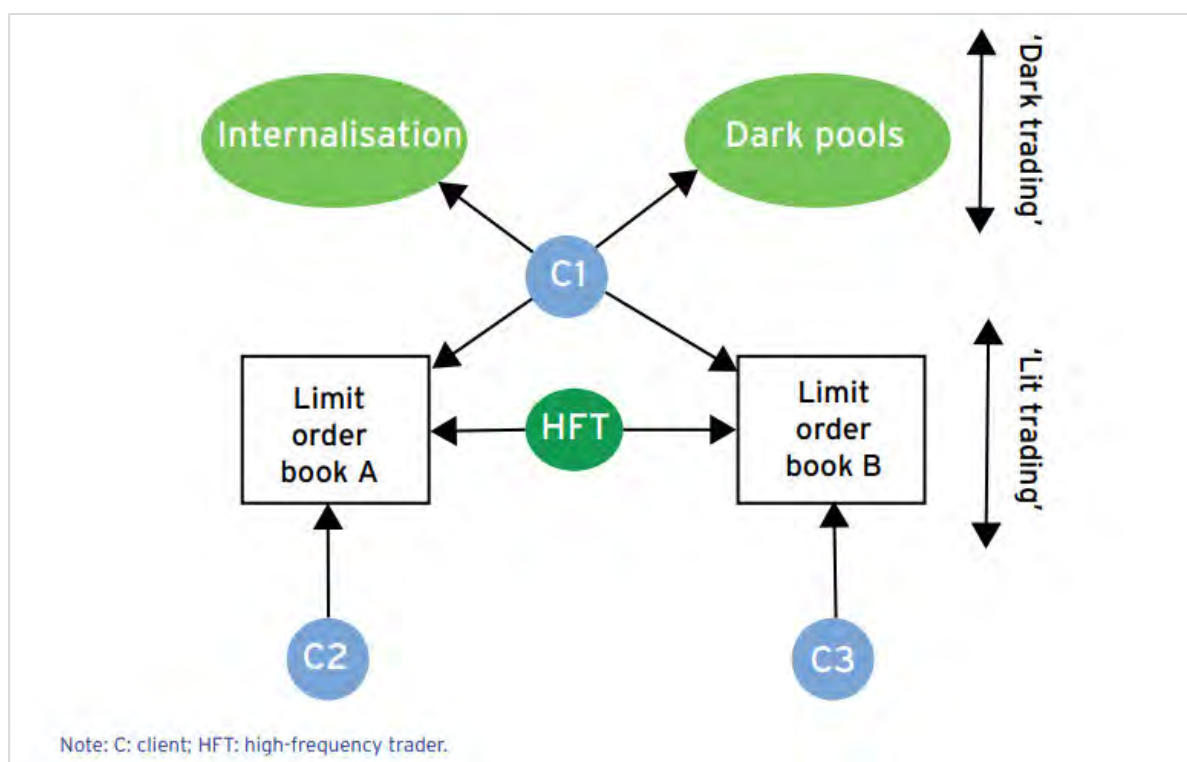 'Dark trading'
Internalisation
Dark pools
C1
'Lit trading'
Limit
order
book A
HFT
Limit
order
book B
C2
C3
Note: C: client; HFT: high-frequency trader.